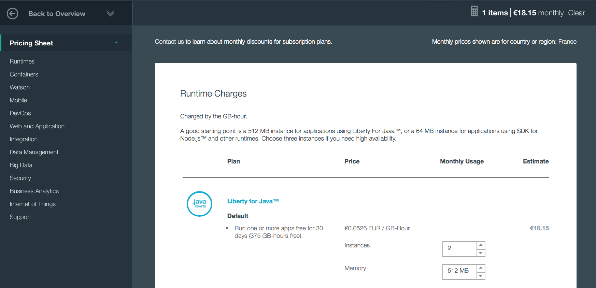 Back to Overview
1 items | €18.15 monthly Clear
Pricing Sheet
Contact us to learn about monthly discounts for subscription plans.
Monthly prices shown are for country or region: France
Runtimes
Containers
Watson
Mobile
DevOps
Web and Application
Integration
Data Management
Big Data
Security
Business Analytics
Internet of Things
Support
Runtime Charges
Charged by the GB-hour.
A good starting point is a 512 MB instance for applications using Liberty For Java™, or a 64 MB instance for applications using SDK for
Node.js™ and other runtimes. Choose three instances if you need high availability.
Plan Price Monthly Usage Estimate
Java
Liberty for Java™
Default
Run one or more apps free for 30
days (375 GB-hours free).
€0.0525 EUR / GB-Hour
€18.15
Instances 2
Memory 512 MB